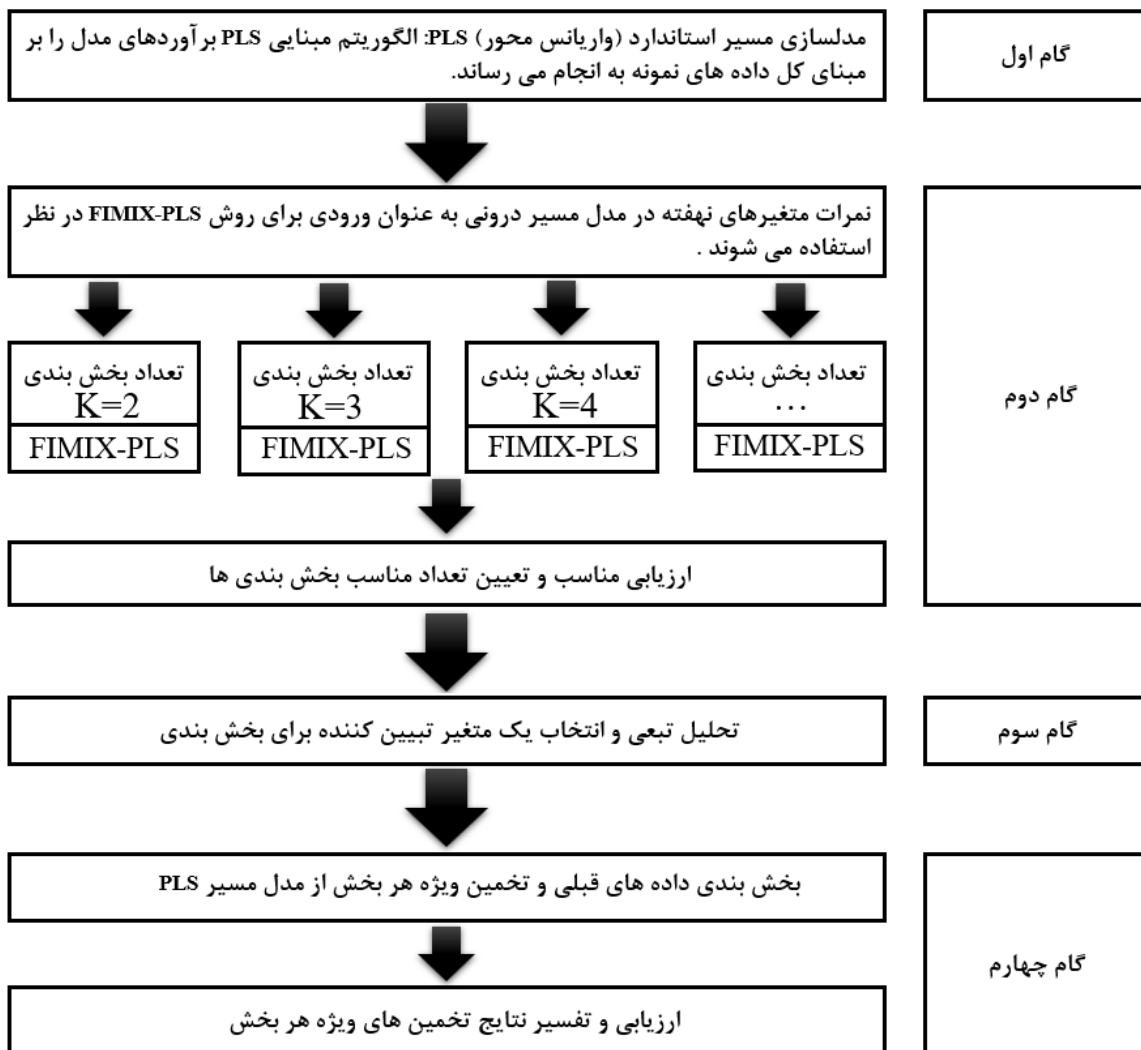 گام اول
مدلسازی مسیر استاندارد (واریانس محور) PLS: الگوریتم مبنایی PLS برآوردهای مدل را بر
مبنای کل داده های نمونه به انجام می رساند.
گام دوم
نمرات متغیرهای نهفته در مدل مسیر درونی به عنوان ورودی برای روش FIMIX-PLS در نظر
استفاده می شوند .
تعداد بخش بندی
K=2
FIMIX-PLS
تعداد بخش بندی
K=3
FIMIX-PLS
تعداد بخش بندی
K=4
FIMIX-PLS
تعداد بخش بندی
...
FIMIX-PLS
ارزیابی مناسب و تعیین تعداد مناسب بخش بندی ها
گام سوم
تحلیل تبعی و انتخاب یک متغیر تبیین کننده برای بخش بندی
گام چهارم
بخش بندی داده های قبلی و تخمین ویژه هر بخش از مدل مسیر PLS
ارزیابی و تفسیر نتایج تخمین های ویژه هر بخش